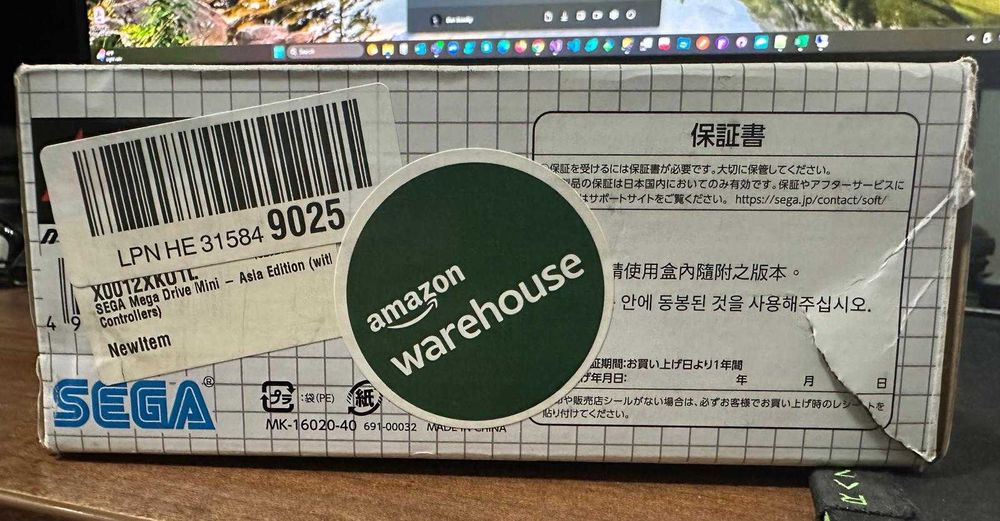 Search
LPN HE 31584 9025
X0012XK01L
SEGA Mega Drive Mini - Asia Edition (with
Controllers)
NewItem
4 9
SEGA®
プラ :袋(PE) 紙
MK-16020-40 691-00032 MADE IN CHINA
amazon
warehouse
保証書
保証を受けるには保証書が必要です。大切に保管してください。
品の保証は日本国内においてのみ有効です。保証やアフターサービスに
はサポートサイトをご覧ください。 https://sega.jp/contact/soft/
請使用盒內隨附之版本。
안에 동봉된 것을 사용해주십시오.
証期間:お買い上げ日より1年間
げ年月日: 年 月 日
印や販売店シールがない場合は、必ずお客様でお買い上げ時のレシートを
貼り付けてください。